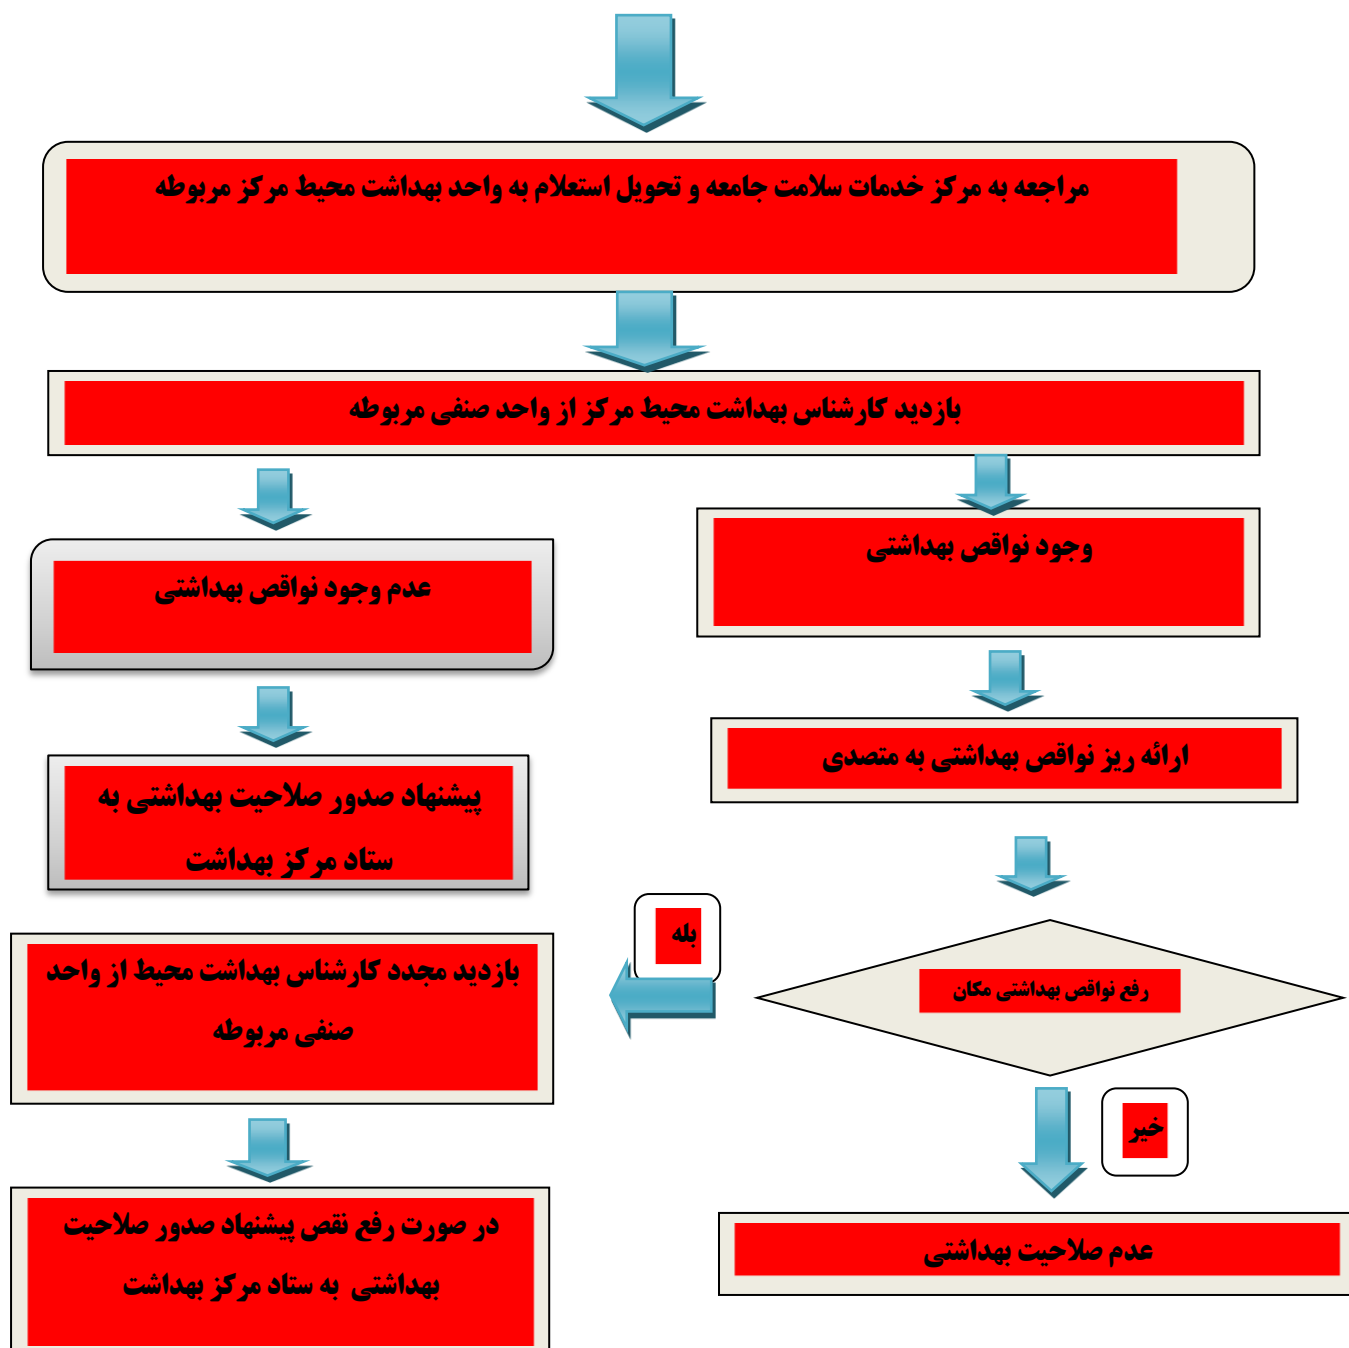 مراجعه به مرکز خدمات سلامت جامعه و تحویل استعلام به واحد بهداشت محیط مرکز مربوطه
بازدید کارشناس بهداشت محیط مرکز از واحد صنفی مربوطه
وجود نواقص بهداشتی
عدم وجود نواقص بهداشتی
ارائه ریز نواقص بهداشتی به متصدی
پیشنهاد صدور صلاحیت بهداشتی به
ستاد مرکز بهداشت
رفع نواقص بهداشتی مکان
بله
بازدید مجدد کارشناس بهداشت محیط از واحد
صنفی مربوطه
خیر
عدم صلاحیت بهداشتی
در صورت رفع نقص پیشنهاد صدور صلاحیت
بهداشتی به ستاد مرکز بهداشت